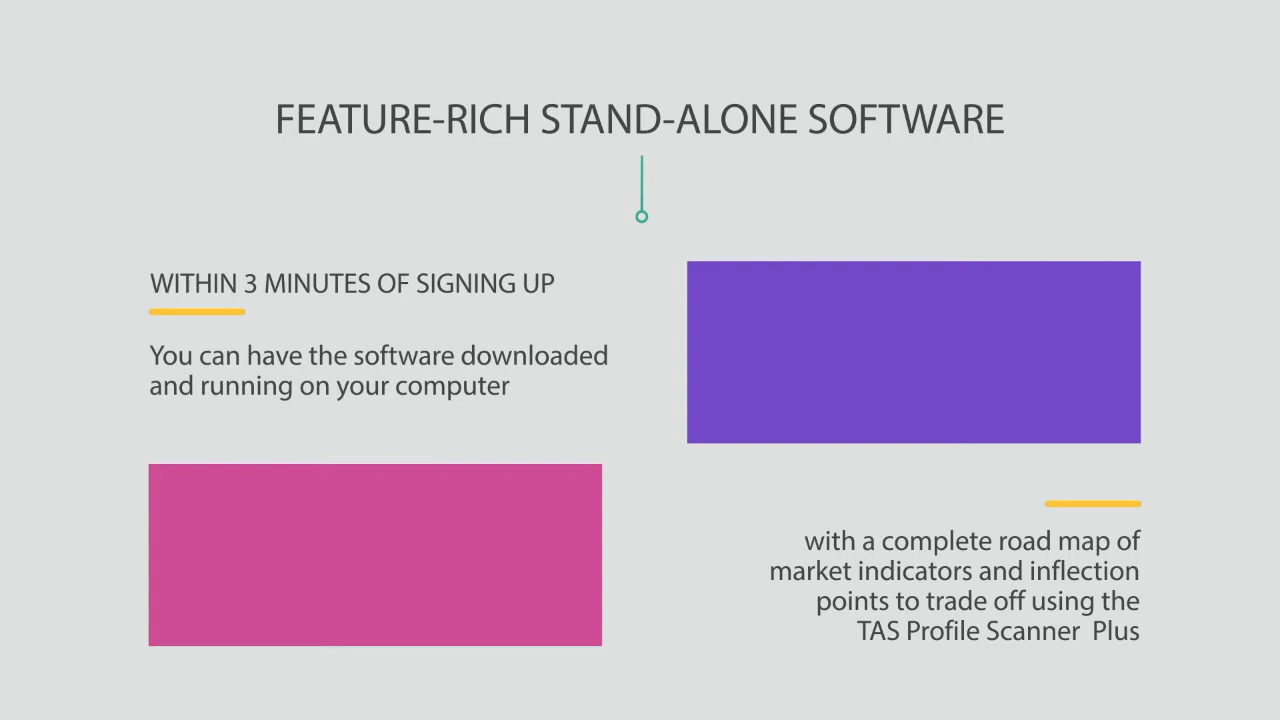 FEATURE-RICH STAND-ALONE SOFTWARE
WITHIN 3 MINUTES OF SIGNING UP
You can have the software downloaded
and running on your computer
with a complete road map of
market indicators and inflection
points to trade off using the
TAS Profile Scanner  Plus